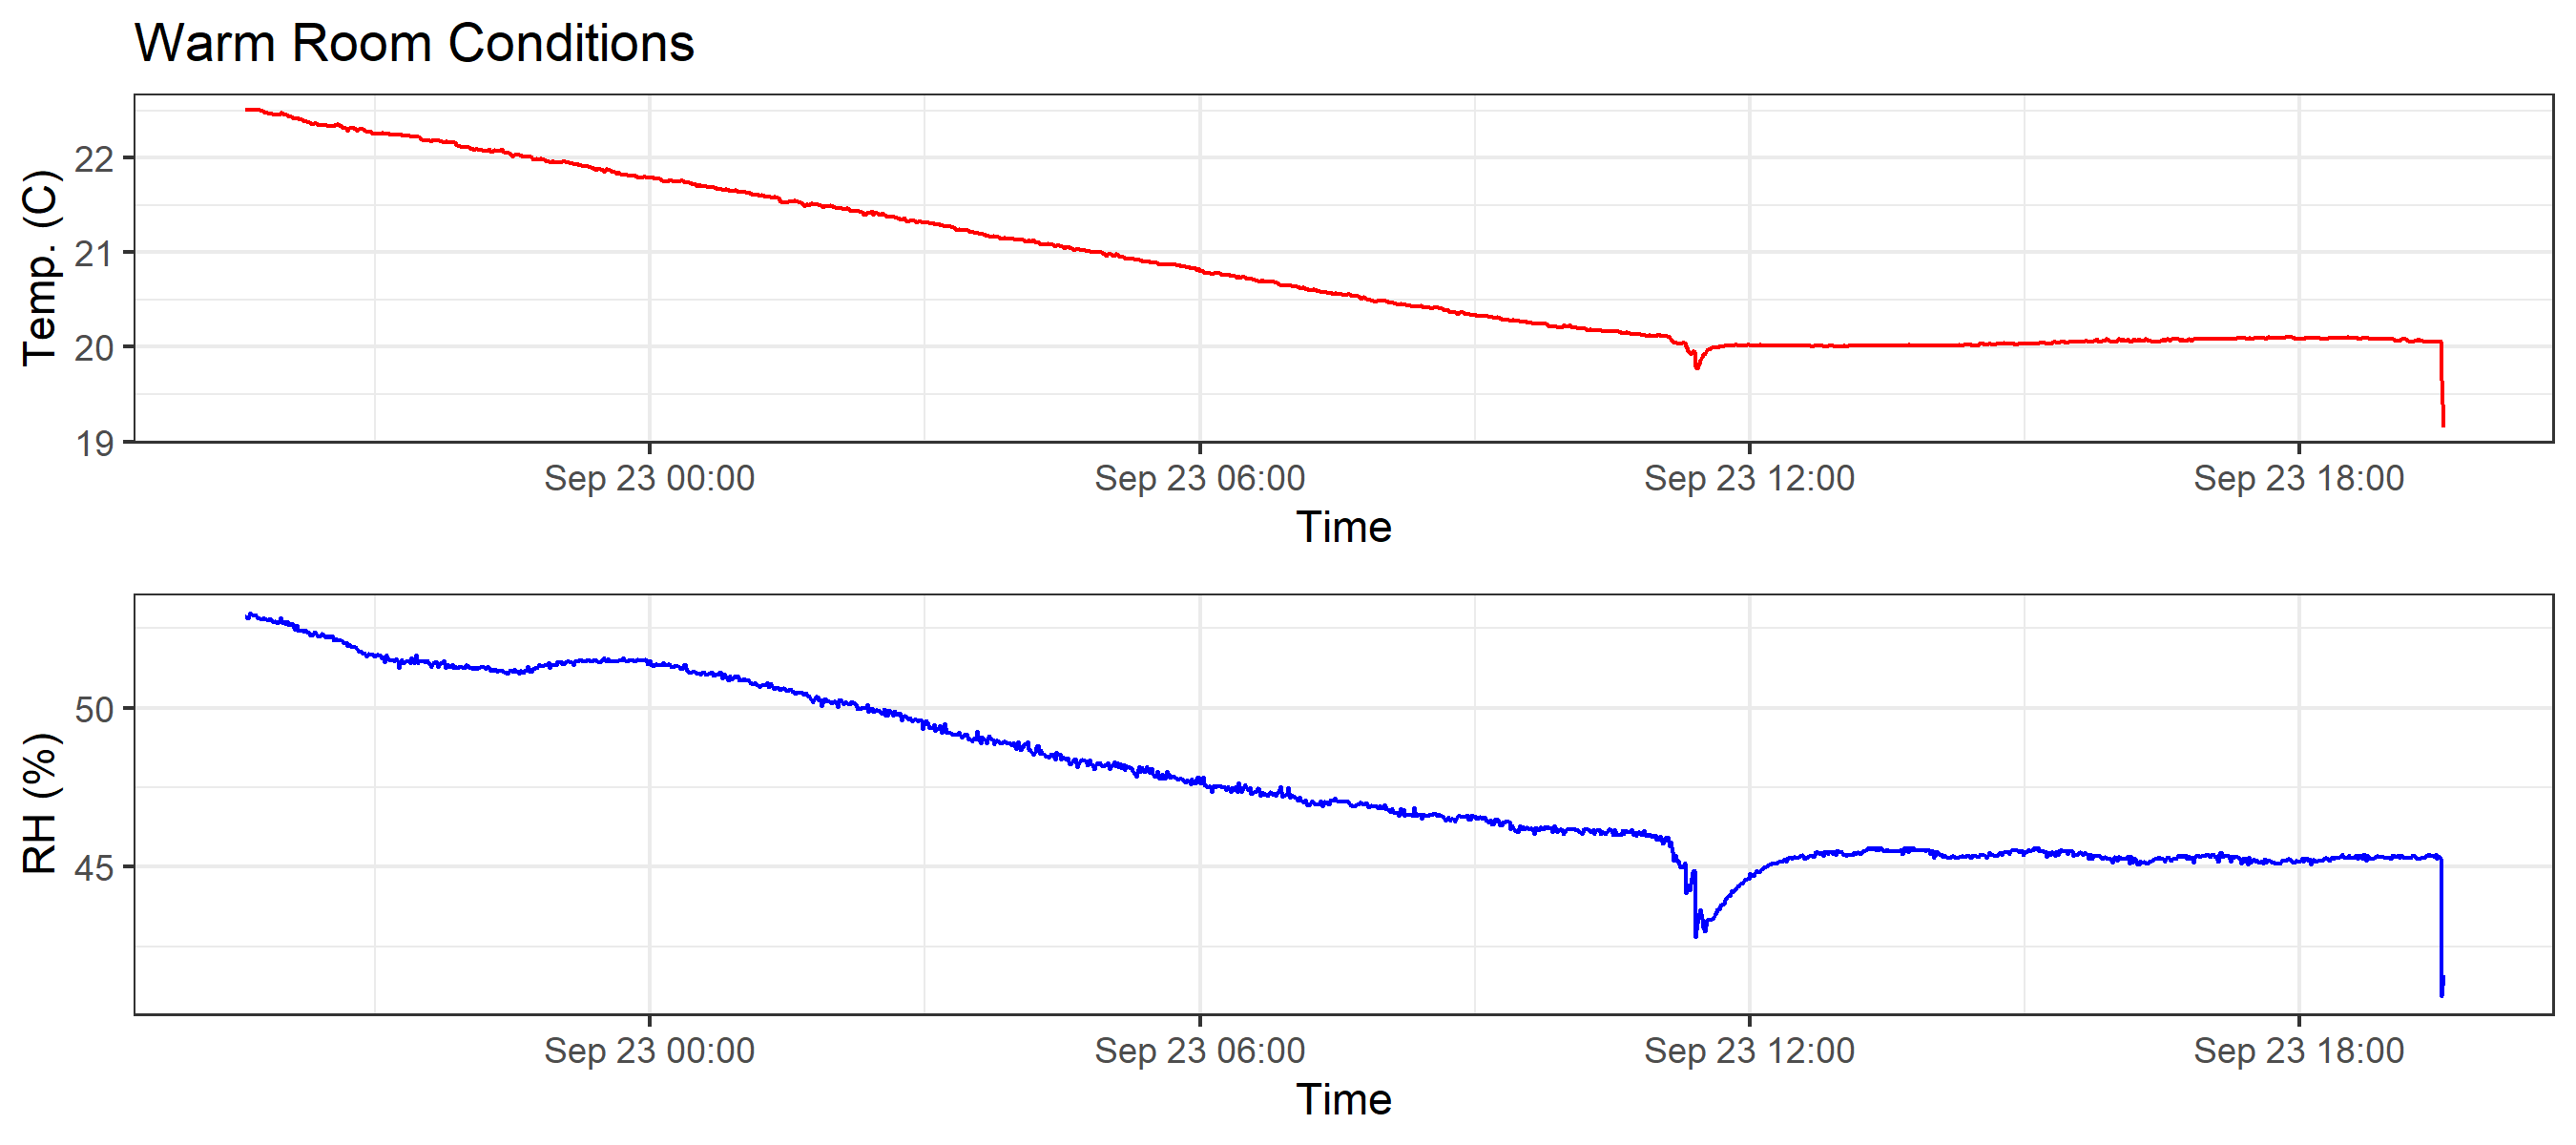 Warm Room Conditions
Temp. (C)
22
21
20
19
Sep 23 00:00 Sep 23 06:00 Sep 23 12:00 Sep 23 18:00
Time
RH (%)
50
45
Sep 23 00:00 Sep 23 06:00 Sep 23 12:00 Sep 23 18:00
Time